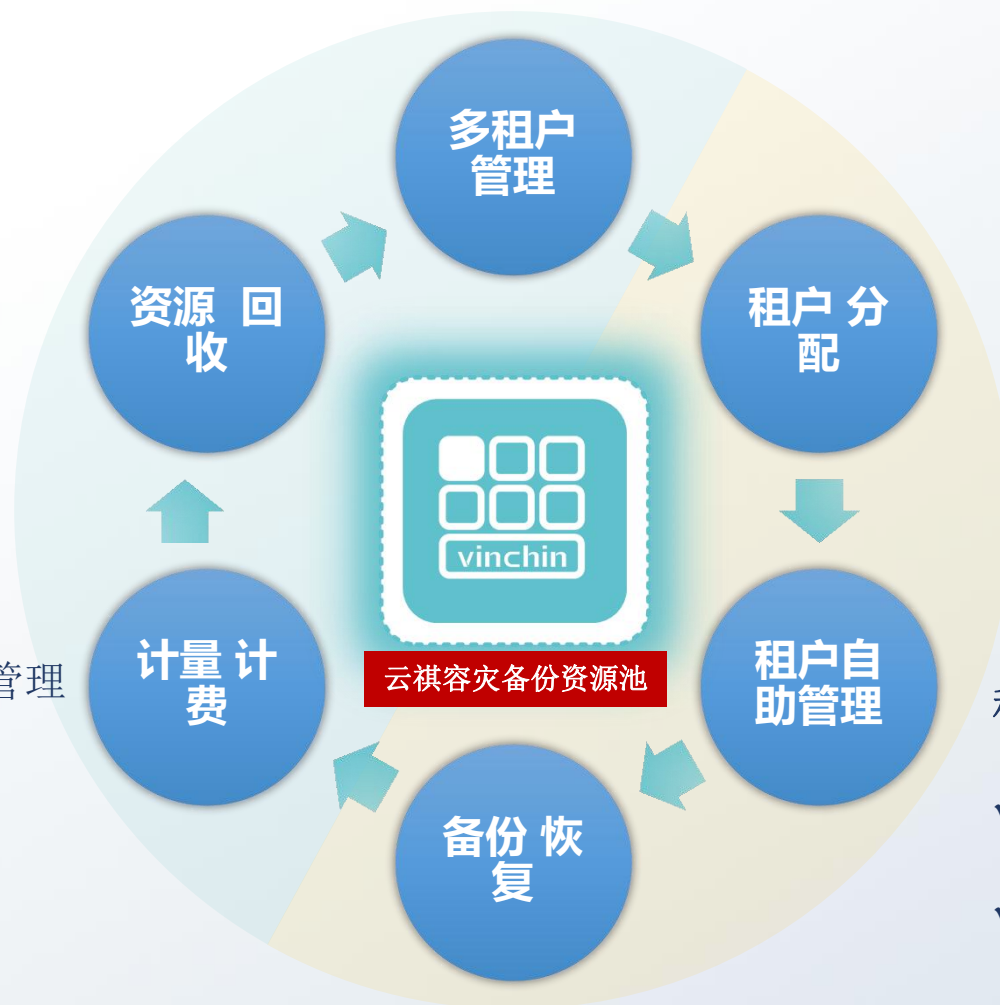 多租户
管理
资源 回
收
租户 分
配
vinchin
云祺容灾备份资源池
管理
计量 计
费
租户自
助管理
备份 恢
复